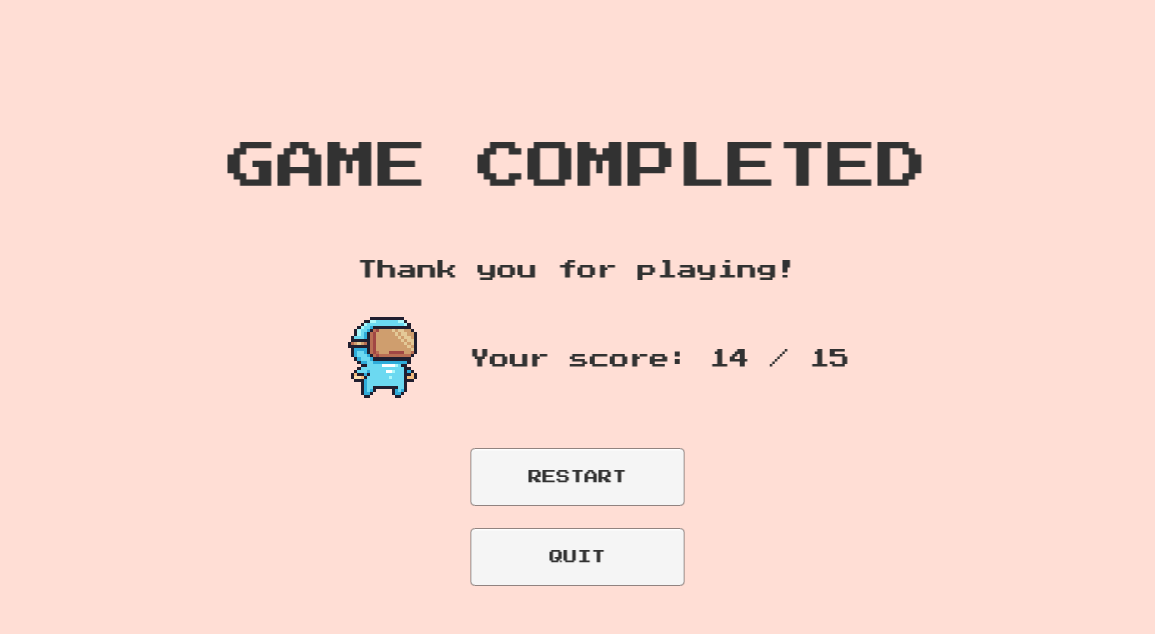 GAME COMPLETED
Thank you for playing!
Your score: 14 / 15
RESTART
QUIT